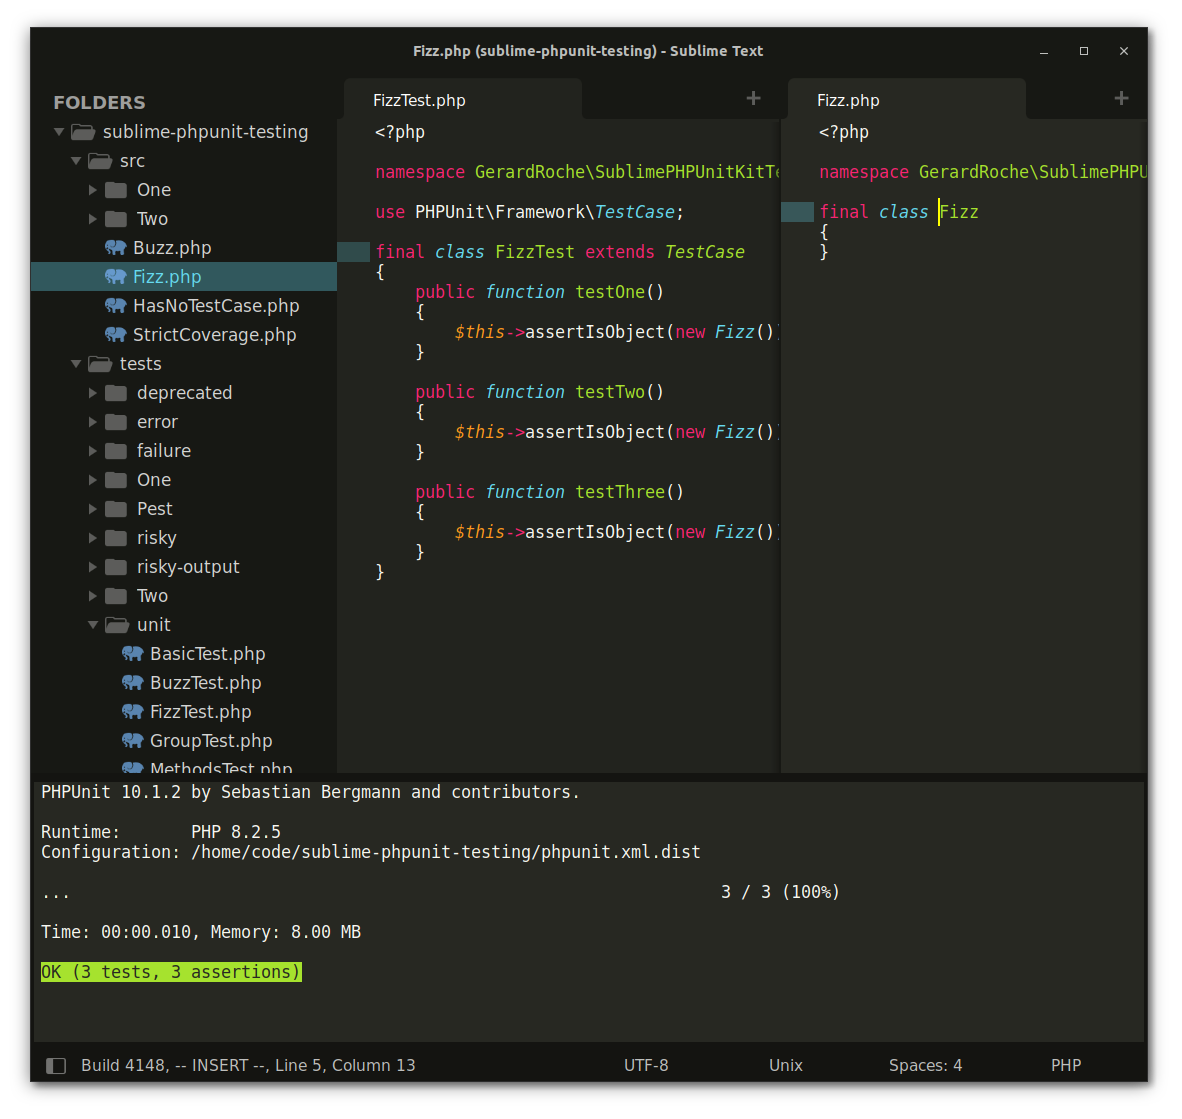 Fizz.php (sublime-phpunit-testing) - Sublime Text
FOLDERS
sublime-phpunit-testing
src
One
Two
Buzz.php
Fizz.php
HasNoTestCase.php
StrictCoverage.php
tests
deprecated
error
failure
One
Pest
risky
risky-output
Two
unit
BasicTest.php
BuzzTest.php
FizzTest.php
GroupTest.php
MethodsTest.php
FizzTest.php
<?php
namespace GerardRoche\SublimePHPUnitKitTe
use PHPUnit\Framework\TestCase;
final class FizzTest extends TestCase
{
public function testOne()
{
$this->assertIsObject(new Fizz())
}
public function testTwo()
{
$this->assertIsObject(new Fizz())
}
public function testThree()
{
$this->assertIsObject(new Fizz())
}
}
Fizz.php
<?php
namespace GerardRoche\SublimePHPU
final class Fizz
{
}
PHPUnit 10.1.2 by Sebastian Bergmann and contributors.
Runtime: PHP 8.2.5
Configuration: /home/code/sublime-phpunit-testing/phpunit.xml.dist
... 3 / 3 (100%)
Time: 00:00.010, Memory: 8.00 MB
OK (3 tests, 3 assertions)
Build 4148, -- INSERT --, Line 5, Column 13 UTF-8 Unix Spaces: 4 PHP